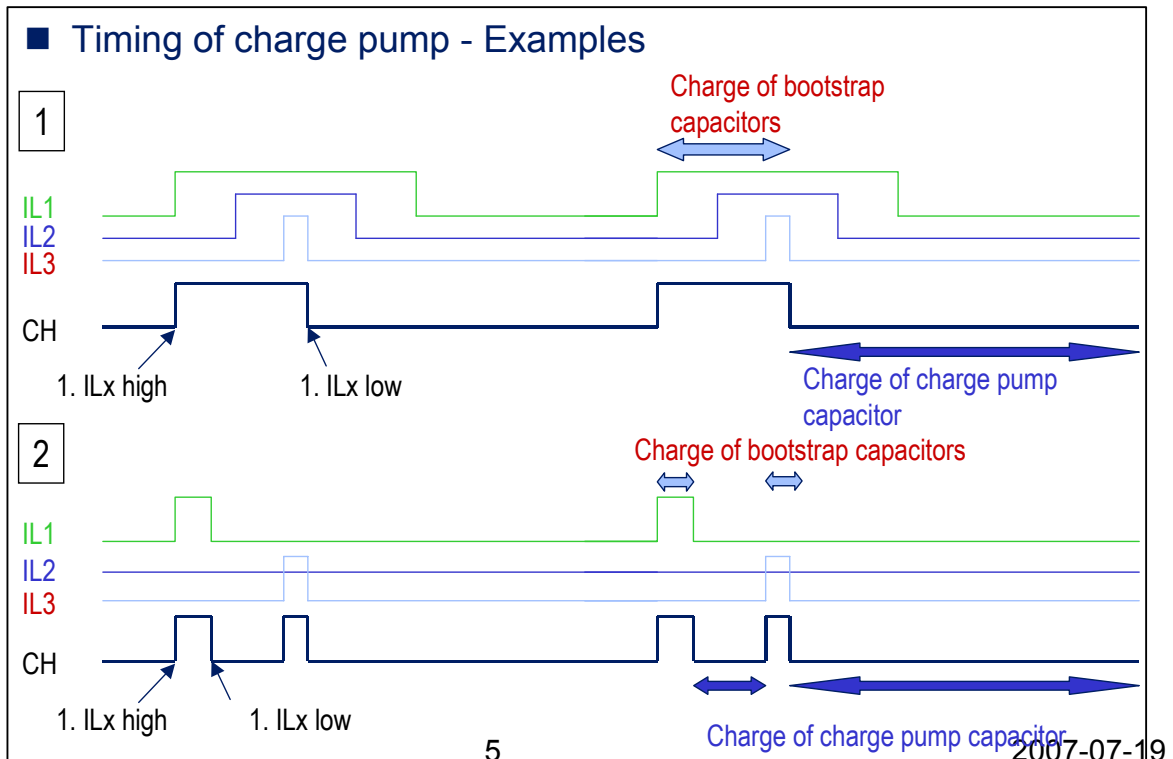 Timing of charge pump - Examples
1
Charge of bootstrap
capacitors
IL1
IL2
IL3
CH
1. ILx high
1. ILx low
Charge of charge pump
capacitor
2
Charge of bootstrap capacitors
IL1
IL2
IL3
CH
1. ILx high
1. ILx low
Charge of charge pump capacitor
5
2007-07-19